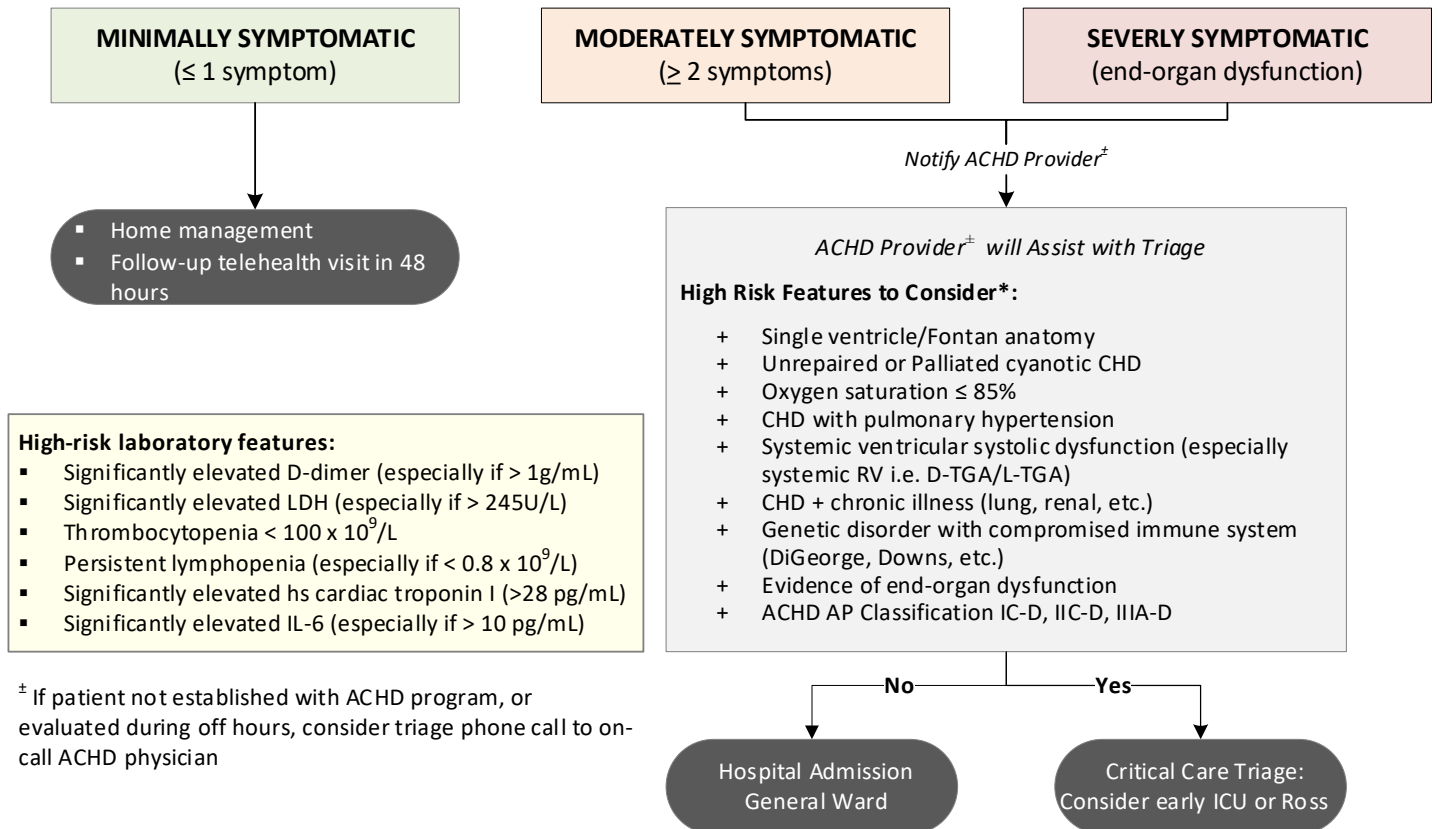 MINIMALLY SYMPTOMATIC
(≤ 1 symptom)
MODERATELY SYMPTOMATIC
(≥ 2 symptoms)
SEVERLY SYMPTOMATIC
(end-organ dysfunction)
Notify ACHD Provider±
▪ Home management
▪ Follow-up telehealth visit in 48
hours
ACHD Provider± will Assist with Triage
High Risk Features to Consider*:
+ Single ventricle/Fontan anatomy
+ Unrepaired or Palliated cyanotic CHD
+ Oxygen saturation ≤ 85%
+ CHD with pulmonary hypertension
+ Systemic ventricular systolic dysfunction (especially
systemic RV i.e. D-TGA/L-TGA)
+ CHD + chronic illness (lung, renal, etc.)
+ Genetic disorder with compromised immune system
(DiGeorge, Downs, etc.)
+ Evidence of end-organ dysfunction
+ ACHD AP Classification IC-D, IIC-D, IIIA-D
High-risk laboratory features:
▪ Significantly elevated D-dimer (especially if > 1g/mL)
▪ Significantly elevated LDH (especially if > 245U/L)
▪ Thrombocytopenia < 100 x 10⁹/L
▪ Persistent lymphopenia (especially if < 0.8 x 10⁹/L)
▪ Significantly elevated hs cardiac troponin I (>28 pg/mL)
▪ Significantly elevated IL-6 (especially if > 10 pg/mL)
± If patient not established with ACHD program, or
evaluated during off hours, consider triage phone call to on-
call ACHD physician
No
Yes
Hospital Admission
General Ward
Critical Care Triage:
Consider early ICU or Ross